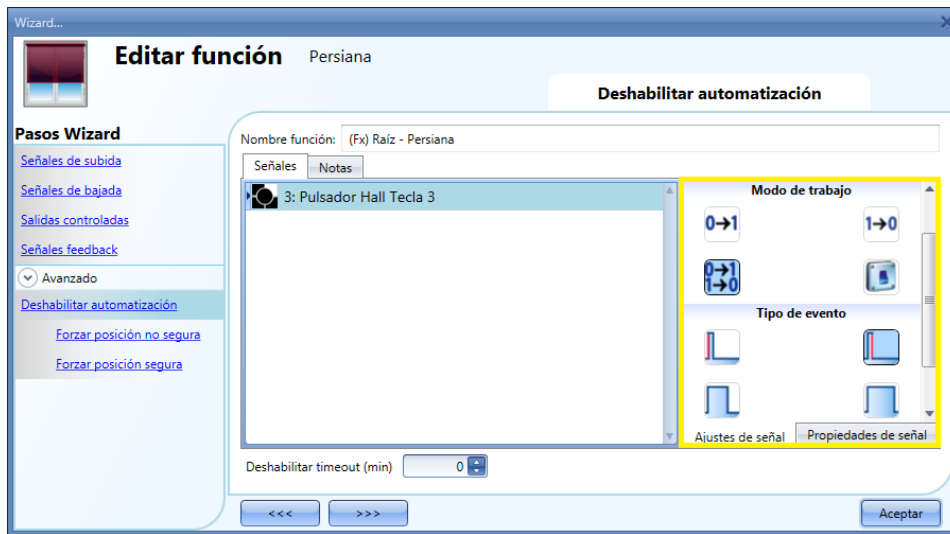 Wizard...
Editar función Persiana
Deshabilitar automatización
Pasos Wizard
Señales de subida
Señales de bajada
Salidas controladas
Señales feedback
Avanzado
Deshabilitar automatización
Forzar posición no segura
Forzar posición segura
Nombre función: (Fx) Raíz - Persiana
Señales Notas
3: Pulsador Hall Tecla 3
Modo de trabajo
0→1 1→0
0→1
1→0
Tipo de evento
Ajustes de señal Propiedades de señal
Deshabilitar timeout (min) 0
<<< >>> Aceptar